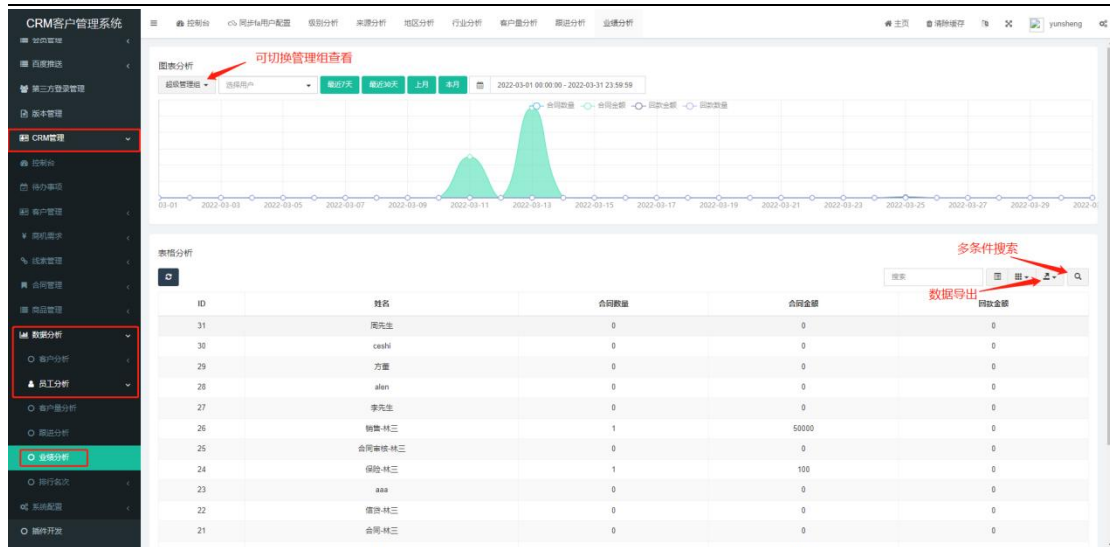 CRM客户管理系统
控制台 同步fa用户配置 级别分析 来源分析 地区分析 行业分析 客户量分析 跟进分析 业绩分析
主页 清除缓存 yunsheng
会员管理
百度推送
第三方登录管理
版本管理
CRM管理
控制台
待办事项
客户管理
商机需求
线索管理
合同管理
商品管理
数据分析
客户分析
员工分析
客户量分析
跟进分析
业绩分析
排行名次
系统配置
插件开发
图表分析
可切换管理组查看
超级管理组 选择用户 最近7天 最近30天 上月 本月 2022-03-01 00:00:00 - 2022-03-31 23:59:59
合同数量 合同金额 回款金额 回款数量
03-01 2022-03-03 2022-03-05 2022-03-07 2022-03-09 2022-03-11 2022-03-13 2022-03-15 2022-03-17 2022-03-19 2022-03-21 2022-03-23 2022-03-25 2022-03-27 2022-03-29 2022-0
表格分析
多条件搜索
搜索
数据导出
ID 姓名 合同数量 合同金额 回款金额
31 周先生 0 0 0
30 ceshi 0 0 0
29 方董 0 0 0
28 alen 0 0 0
27 李先生 0 0 0
26 销售-林三 1 50000 0
25 合同审核-林三 0 0 0
24 保险-林三 1 100 0
23 aaa 0 0 0
22 信贷-林三 0 0 0
21 合同-林三 0 0 0